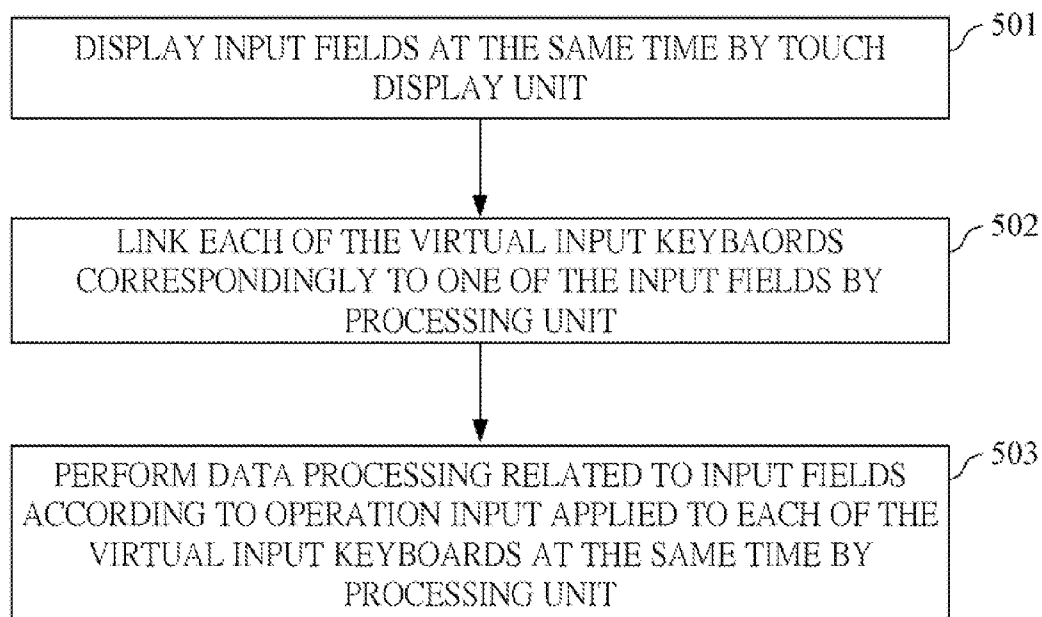 DISPLAY INPUT FIELDS AT THE SAME TIME BY TOUCH
DISPLAY UNIT
501
LINK EACH OF THE VIRTUAL INPUT KEYBAORDS
CORRESPONDINGLY TO ONE OF THE INPUT FIELDS BY
PROCESSING UNIT
502
PERFORM DATA PROCESSING RELATED TO INPUT FIELDS
ACCORDING TO OPERATION INPUT APPLIED TO EACH OF THE
VIRTUAL INPUT KEYBOARDS AT THE SAME TIME BY
PROCESSING UNIT
503